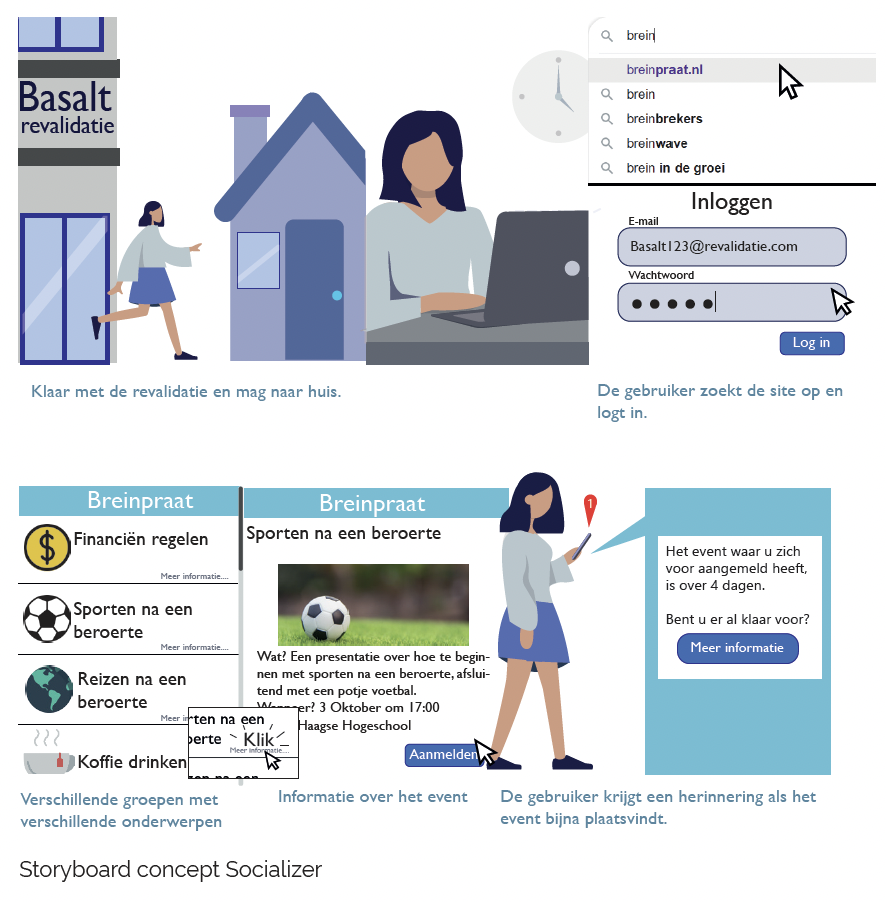 Basalt
revalidatie
brein
breinpraat.nl
brein
breinbrekers
breinwave
brein in de groei
Inloggen
E-mail
Basalt123@revalidatie.com
Wachtwoord
Log in
Klaar met de revalidatie en mag naar huis.
De gebruiker zoekt de site op en
logt in.
Breinpraat
Financiën regelen
Meer informatie....
Sporten na een
beroerte
Meer informatie....
Reizen na een
beroerte
Meer
Koffie drinken
ten na een
Klik
Meer informatie....
Breinpraat
Sporten na een beroerte
Wat? Een presentatie over hoe te begin-
nen met sporten na een beroerte, afslui-
tend met een potje voetbal.
3 Oktober om 17:00
Haagse Hogeschool
Aanmelden
1
Het event waar u zich
voor aangemeld heeft,
is over 4 dagen.
Bent u er al klaar voor?
Meer informatie
Verschillende groepen met
verschillende onderwerpen
Informatie over het event
De gebruiker krijgt een herinnering als het
event bijna plaatsvindt.
Storyboard concept Socializer